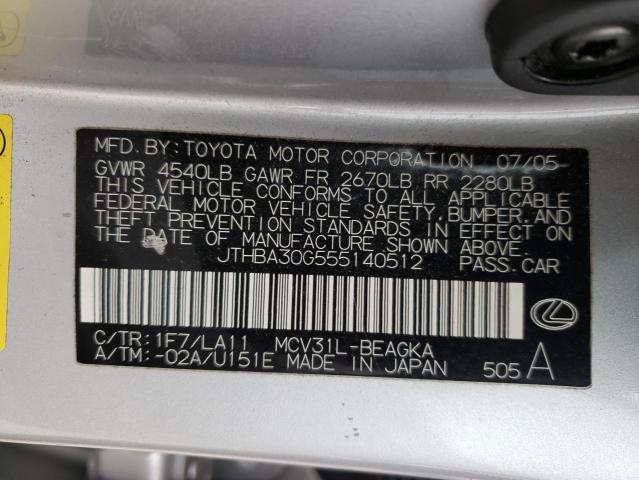 MFD. BY: TOYOTA MOTOR CORPORATION 07/05
GVWR 4540LB GAWR FR 2670LB RR 2280LB
THIS VEHICLE CONFORMS TO ALL APPLICABLE
FEDERAL MOTOR VEHICLE SAFETY, BUMPER, AND
THEFT PREVENTION STANDARDS IN EFFECT ON
THE DATE OF MANUFACTURE SHOWN ABOVE.
JTHBA30G555140512 PASS. CAR
C/TR: 1F7/LA11 MCV31L-BEAGKA
A/TM: -02A/U151E MADE IN JAPAN 505 A